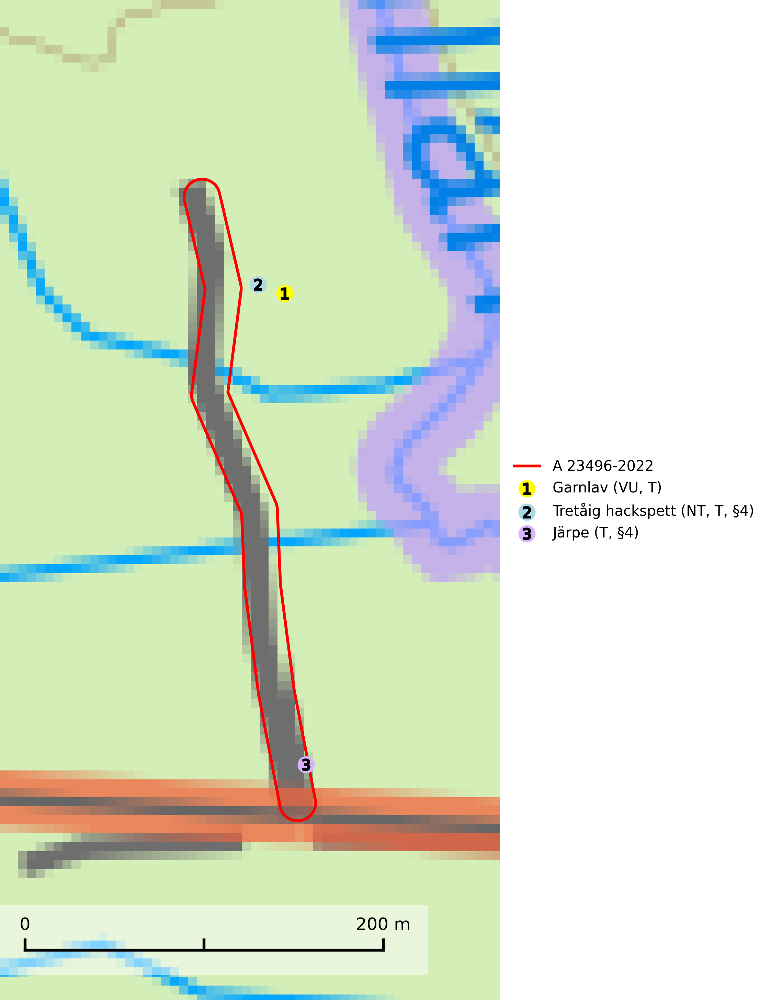 2
1
A 23496-2022
1 Garnlav (VU, T)
2 Tretåig hackspett (NT, T, §4)
3 Järpe (T, §4)
3
0 200 m